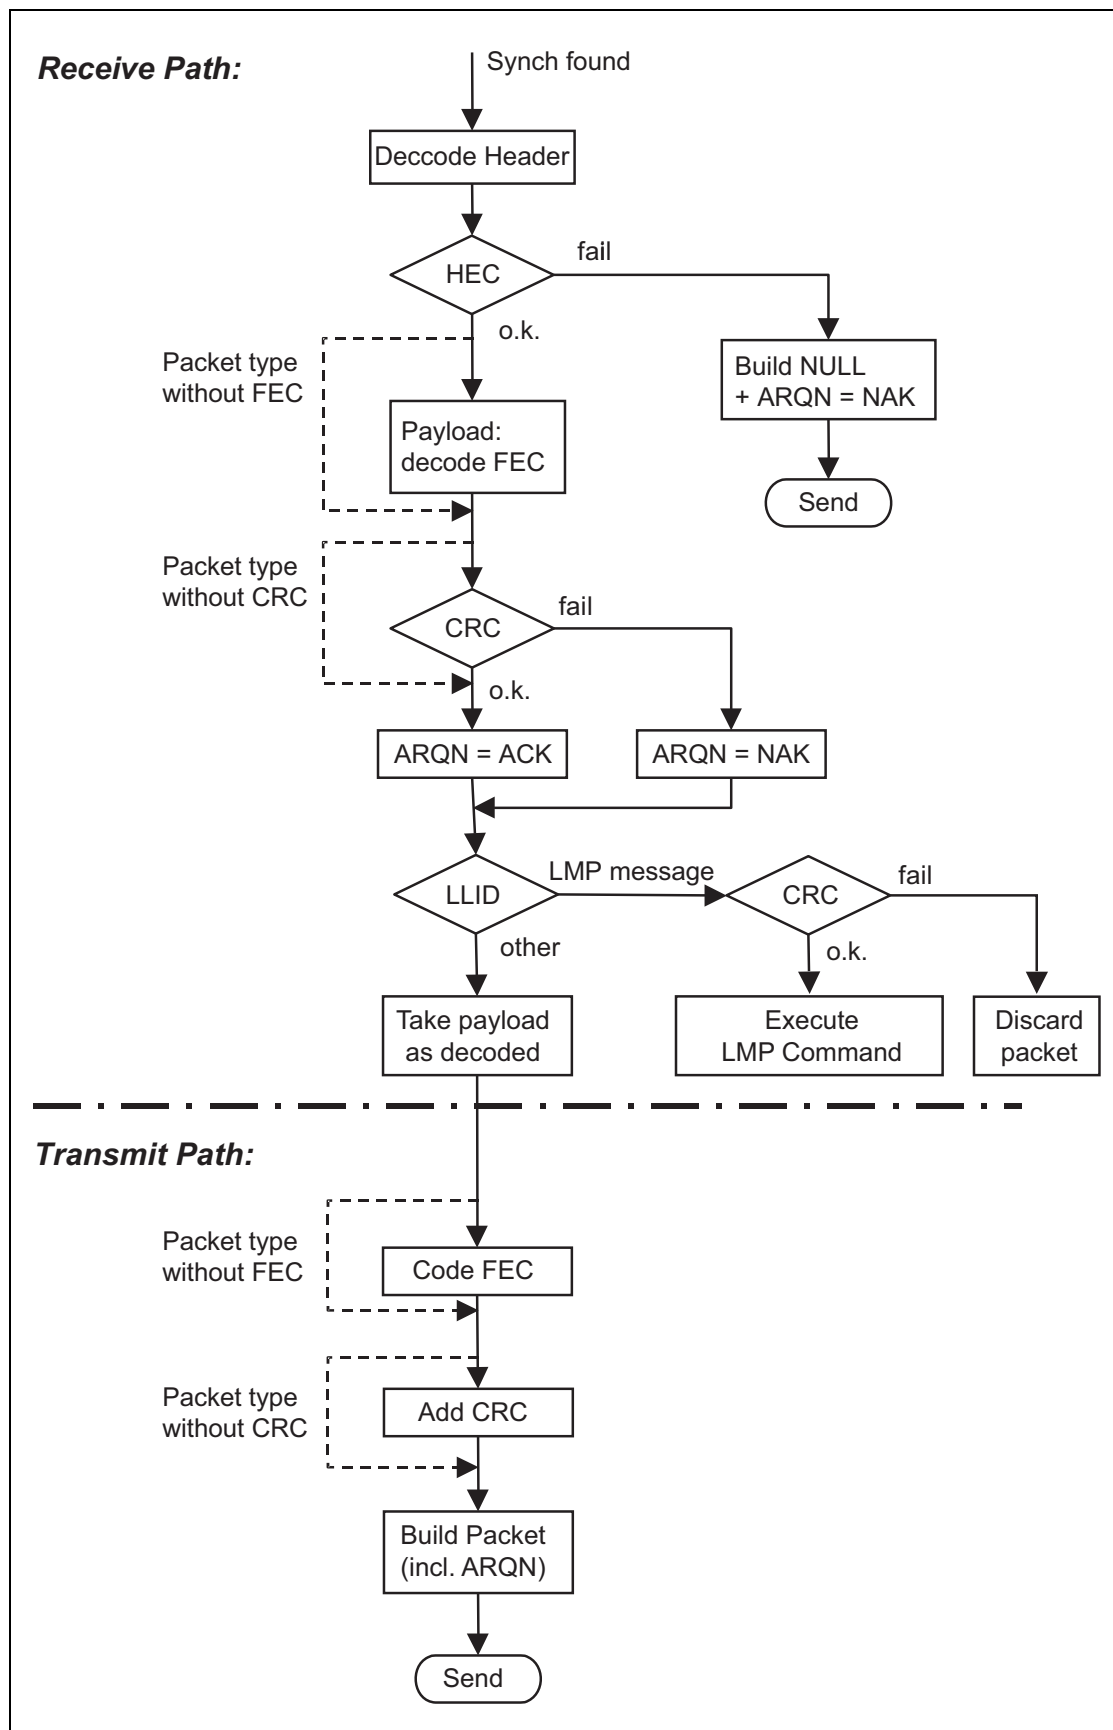 Receive Path:
Synch found
Deccode Header
HEC
fail
o.k.
Packet type
without FEC
Build NULL
+ ARQN = NAK
Payload:
decode FEC
Send
Packet type
without CRC
CRC
fail
o.k.
ARQN = ACK
ARQN = NAK
LLID
LMP message
CRC
fail
other
o.k.
Take payload
as decoded
Execute
LMP Command
Discard
packet
Transmit Path:
Packet type
without FEC
Code FEC
Packet type
without CRC
Add CRC
Build Packet
(incl. ARQN)
Send